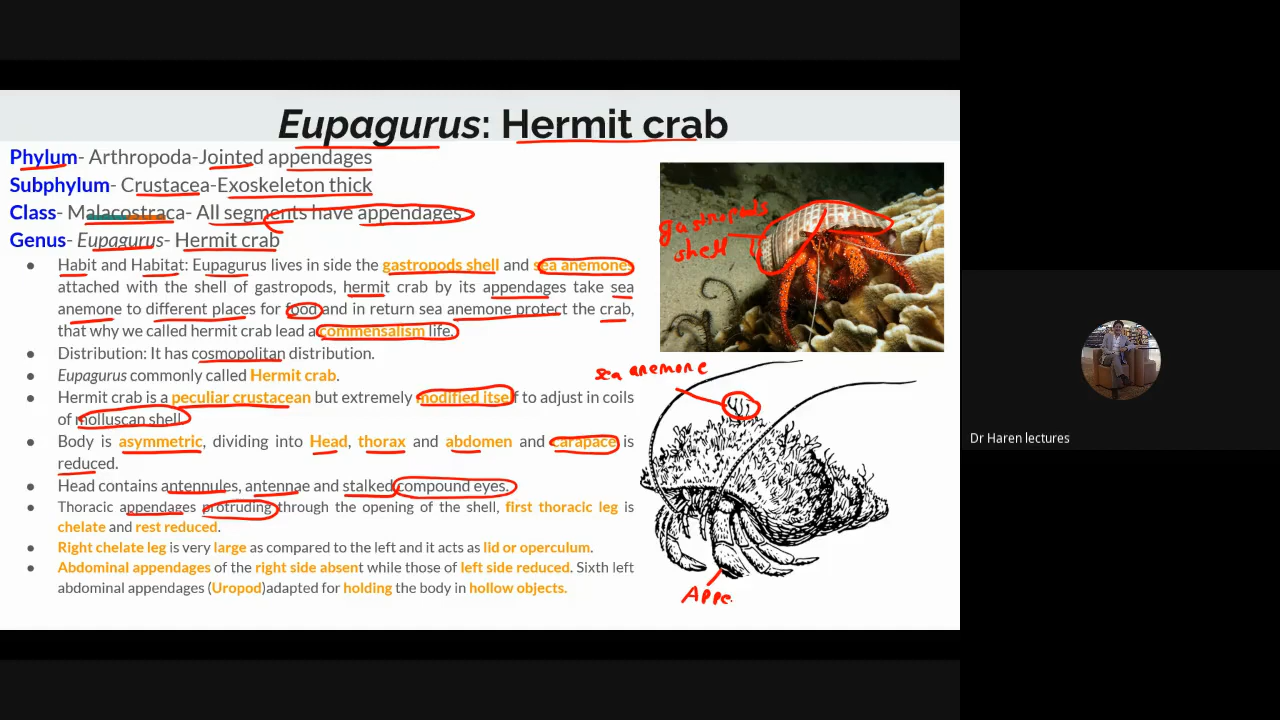 Eupagurus: Hermit crab
Phylum- Arthropoda-Jointed appendages
Subphylum- Crustacea-Exoskeleton thick
Class- Malacostraca- All segments have appendages
Genus- Eupagurus- Hermit crab
● Habit and Habitat: Eupagurus lives in side the gastropods shell and sea anemones
attached with the shell of gastropods, hermit crab by its appendages take sea
anemone to different places for food and in return sea anemone protect the crab,
that why we called hermit crab lead a commensalism life.
● Distribution: It has cosmopolitan distribution.
● Eupagurus commonly called Hermit crab.
● Hermit crab is a peculiar crustacean but extremely modified itself to adjust in coils
of molluscan shell
● Body is asymmetric, dividing into Head, thorax and abdomen and carapace is
reduced.
● Head contains antennules, antennae and stalked compound eyes.
● Thoracic appendages protruding through the opening of the shell, first thoracic leg is
chelate and rest reduced.
● Right chelate leg is very large as compared to the left and it acts as lid or operculum.
● Abdominal appendages of the right side absent while those of left side reduced. Sixth left
abdominal appendages (Uropod)adapted for holding the body in hollow objects.
gastropods
shell
sea anemone
Appe.
Dr Haren lectures